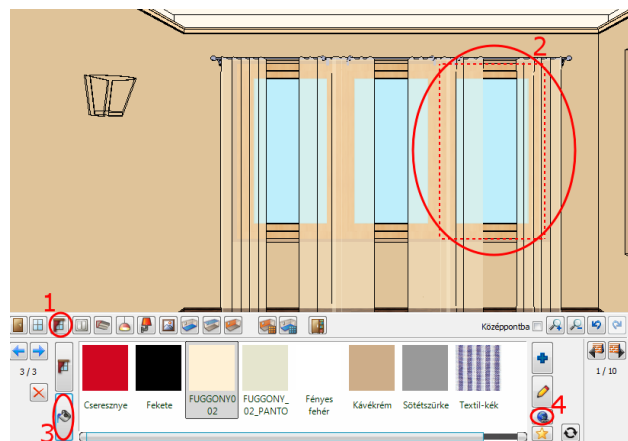 2
1
Középpontba
3 / 3
1 / 10
Cseresznye
Fekete
FUGGONY0
02
FUGGONY_
02_PANTO
Fényes
fehér
Kávékrém
Sötétszürke
Textil-kék
4
3